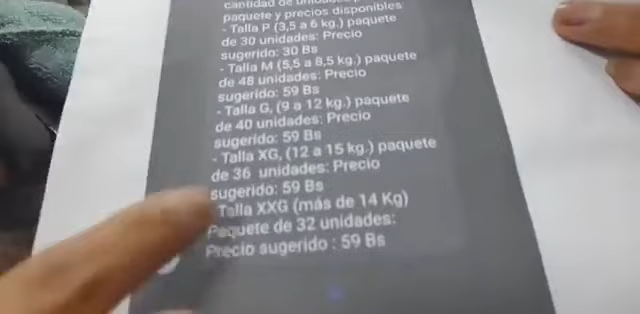 cantidad de
paquete y precios disponibles
- Talla P (3,5 a 6 kg.) paquete
de 30 unidades: Precio
sugerido: 30 Bs
- Talla M (5,5 a 8,5 kg.) paquete
de 48 unidades: Precio
sugerido: 59 Bs
- Talla G, (9 a 12 kg.) paquete
de 40 unidades: Precio
sugerido: 59 Bs
- Talla XG, (12 a 15 kg.) paquete
de 36 unidades: Precio
sugerido: 59 Bs
Talla XXG (más de 14 Kg)
Paquete de 32 unidades:
Precio sugerido : 59 Bs